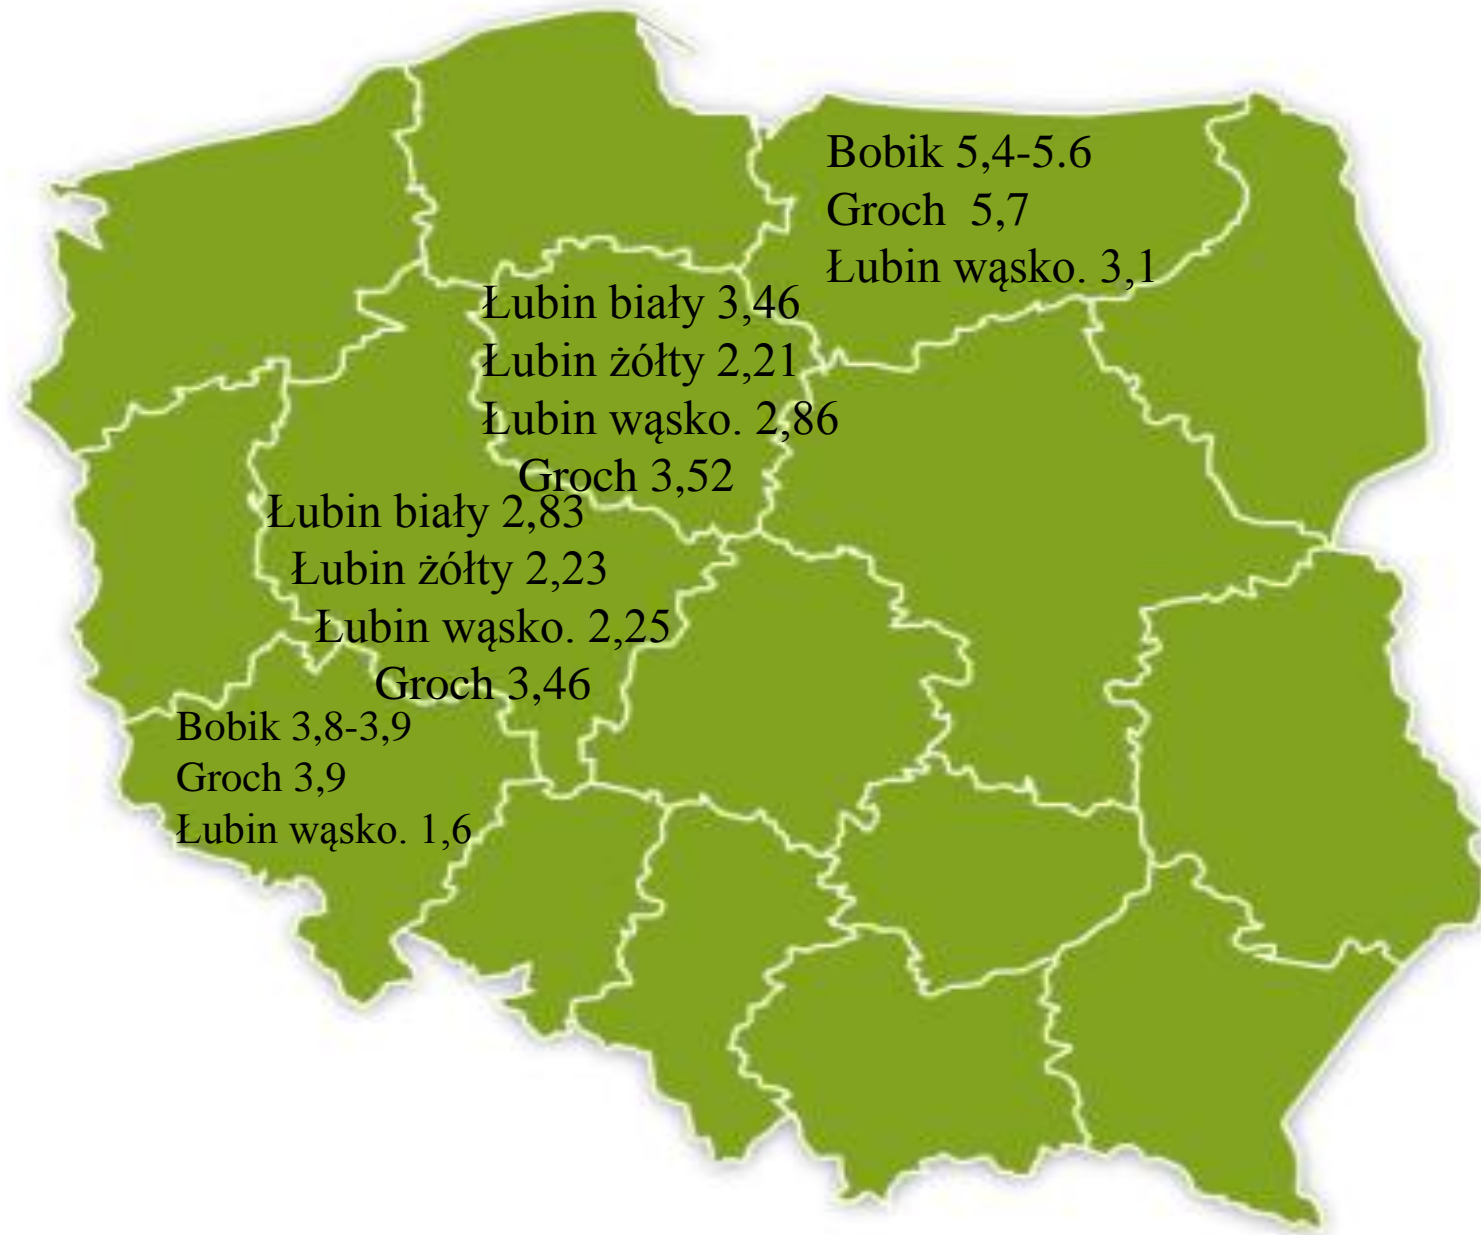 Bobik 5,4-5.6
Groch 5,7
Łubin wąsko. 3,1
Łubin biały 3,46
Łubin żółty 2,21
Łubin wąsko. 2,86
Groch 3,52
Łubin biały 2,83
Łubin żółty 2,23
Łubin wąsko. 2,25
Groch 3,46
Bobik 3,8-3,9
Groch 3,9
Łubin wąsko. 1,6